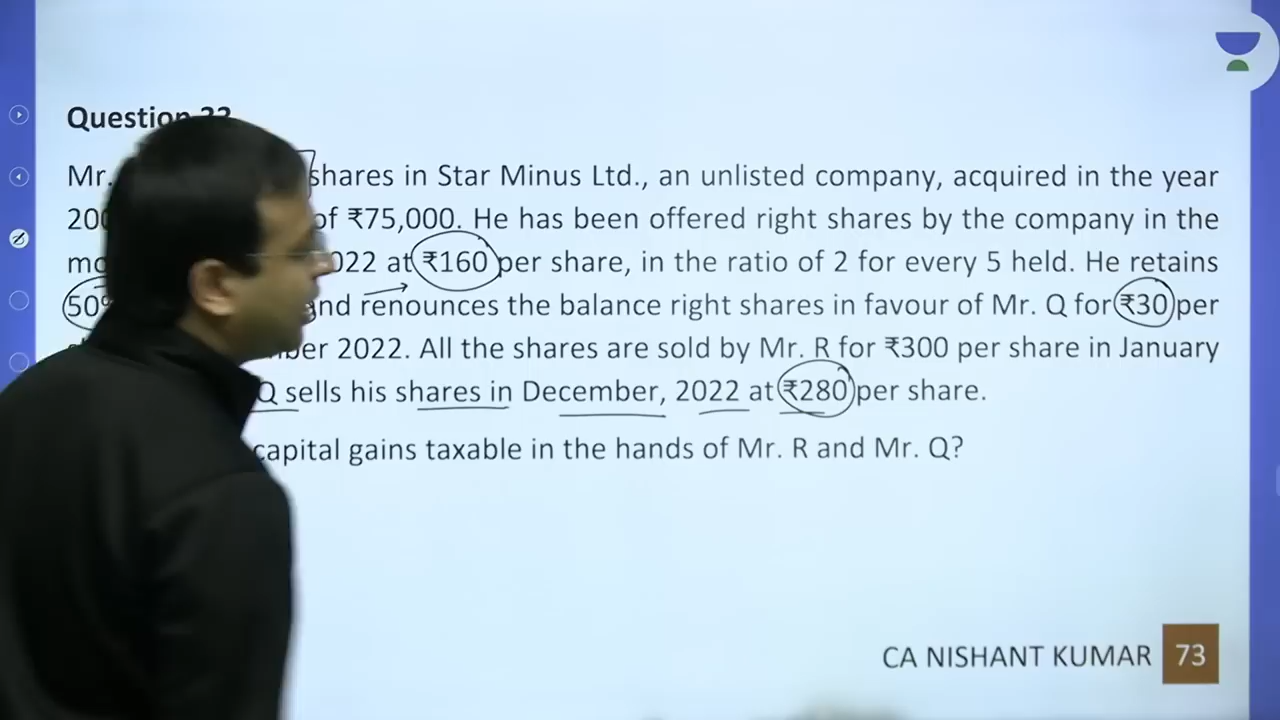 Question
Mr. shares in Star Minus Ltd., an unlisted company, acquired in the year
of ₹75,000. He has been offered right shares by the company in the
at ₹160 per share, in the ratio of 2 for every 5 held. He retains
and renounces the balance right shares in favour of Mr. Q for ₹30 per
2022. All the shares are sold by Mr. R for ₹300 per share in January
Q sells his shares in December, 2022 at ₹280 per share.
capital gains taxable in the hands of Mr. R and Mr. Q?
CA NISHANT KUMAR 73